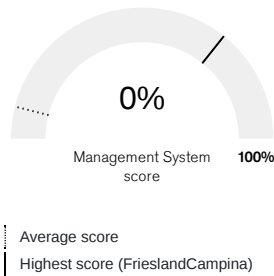 0%
Management System 100%
score
Average score
Highest score (FrieslandCampina)